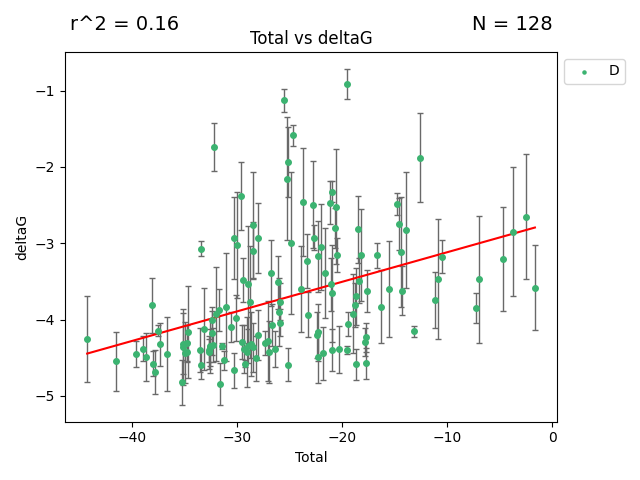 r^2 = 0.16
N = 128
Total vs deltaG
D
−1
−2
−3
−4
−5
deltaG
−40 −30 −20 −10 0
Total